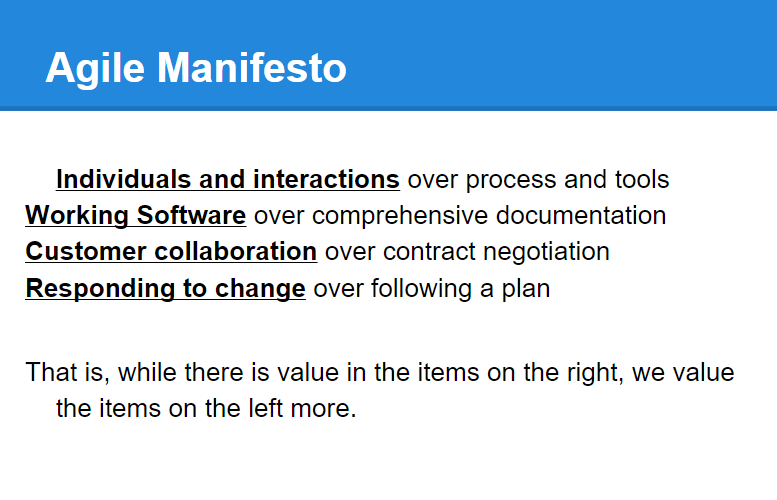 Agile Manifesto
Individuals and interactions over process and tools
Working Software over comprehensive documentation
Customer collaboration over contract negotiation
Responding to change over following a plan
That is, while there is value in the items on the right, we value
the items on the left more.